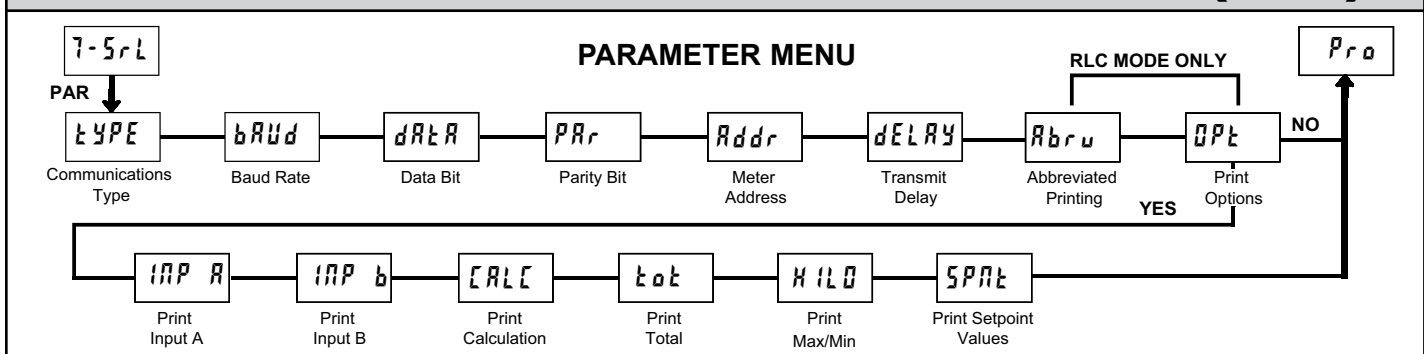 7-SrL
PARAMETER MENU
RLC MODE ONLY
Pro
PAR
tYPE
bAUd
dAtA
PAr
Addr
dELAY
Abru
OPt
NO
Communications
Type
Baud Rate
Data Bit
Parity Bit
Meter
Address
Transmit
Delay
Abbreviated
Printing
Print
Options
YES
INP A
INP b
CALC
tot
HILO
SPNt
Print
Input A
Print
Input B
Print
Calculation
Print
Total
Print
Max/Min
Print Setpoint
Values